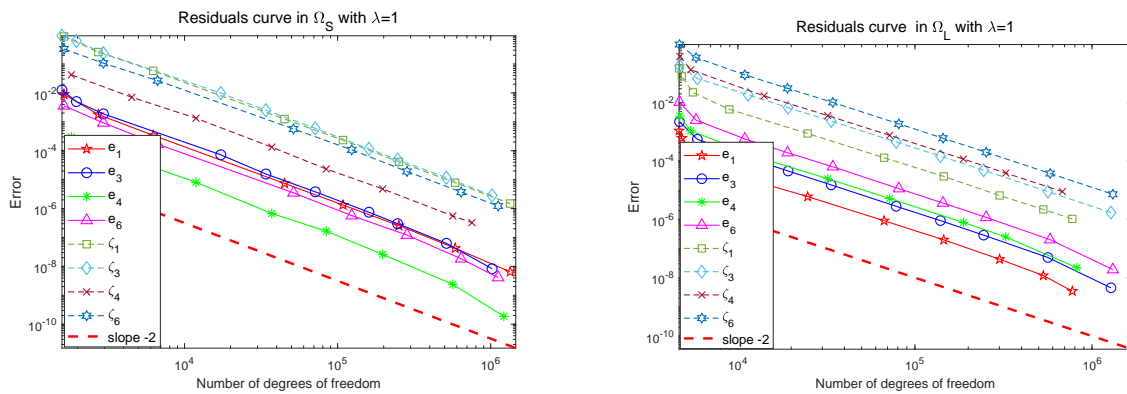 Residuals curve in Ω_S with λ=1
Error
10^-2
10^-4
10^-6
10^-8
10^-10
10^4
10^5
10^6
Number of degrees of freedom
e_1
e_3
e_4
e_6
ζ_1
ζ_3
ζ_4
ζ_6
slope -2
Residuals curve in Ω_L with λ=1
Error
10^-2
10^-4
10^-6
10^-8
10^-10
10^4
10^5
10^6
Number of degrees of freedom
e_1
e_3
e_4
e_6
ζ_1
ζ_3
ζ_4
ζ_6
slope -2